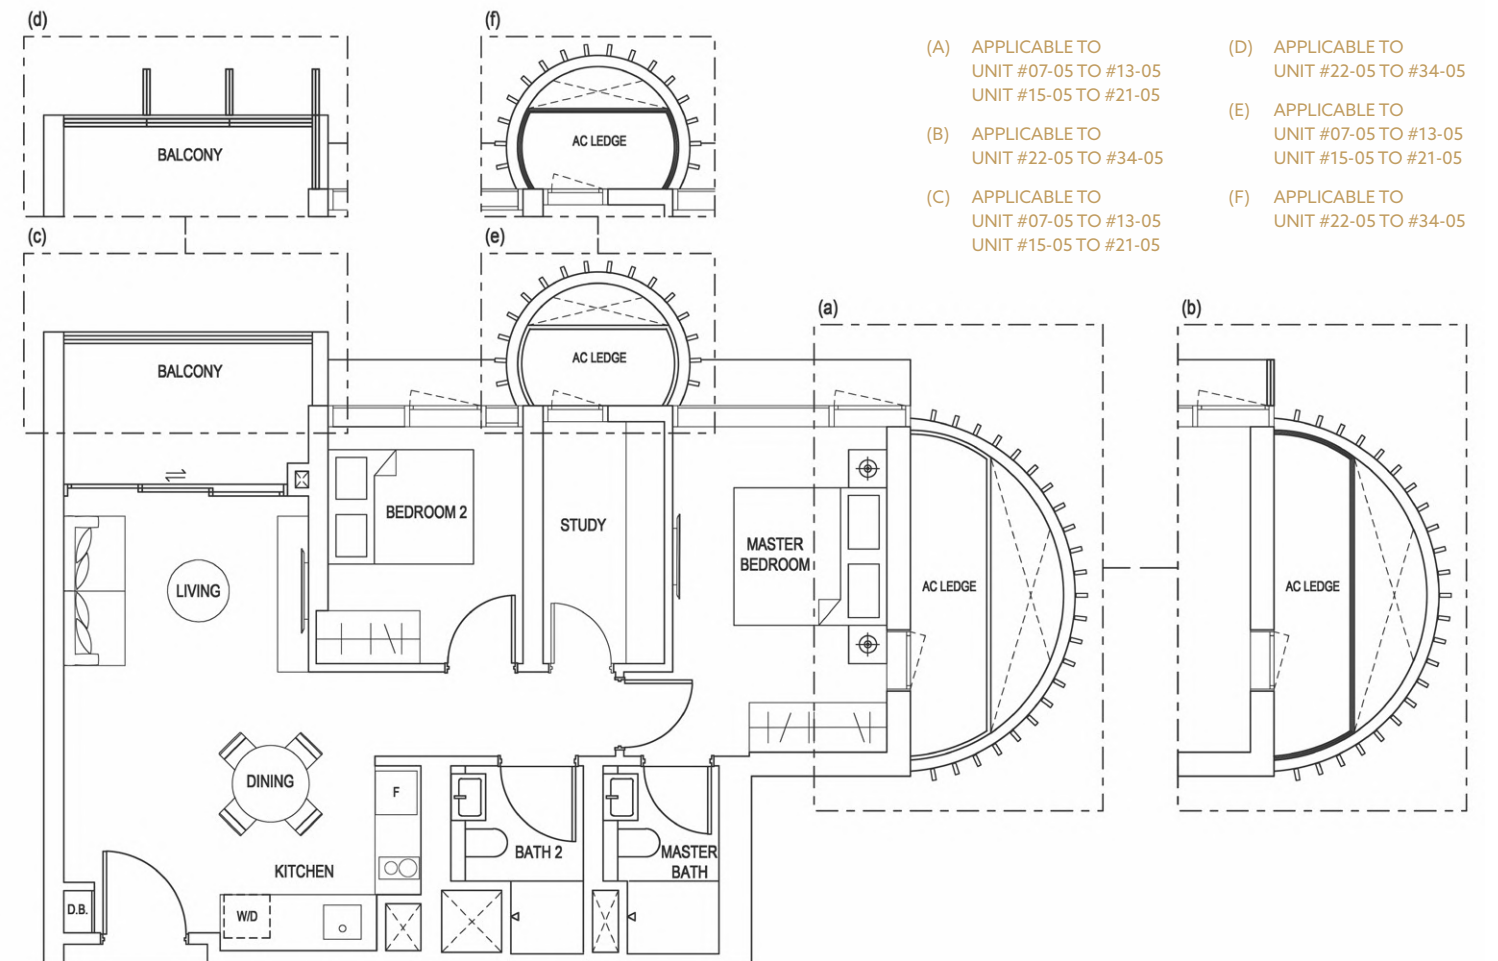 (d)
BALCONY
(f)
AC LEDGE
(A) APPLICABLE TO
UNIT #07-05 TO #13-05
UNIT #15-05 TO #21-05
(B) APPLICABLE TO
UNIT #22-05 TO #34-05
(C) APPLICABLE TO
UNIT #07-05 TO #13-05
UNIT #15-05 TO #21-05
(D) APPLICABLE TO
UNIT #22-05 TO #34-05
(E) APPLICABLE TO
UNIT #07-05 TO #13-05
UNIT #15-05 TO #21-05
(F) APPLICABLE TO
UNIT #22-05 TO #34-05
(c)
BALCONY
(e)
AC LEDGE
(a)
(b)
BEDROOM 2
STUDY
MASTER
BEDROOM
AC LEDGE
AC LEDGE
LIVING
DINING
F
KITCHEN
BATH 2
MASTER
BATH
D.B.
W/D